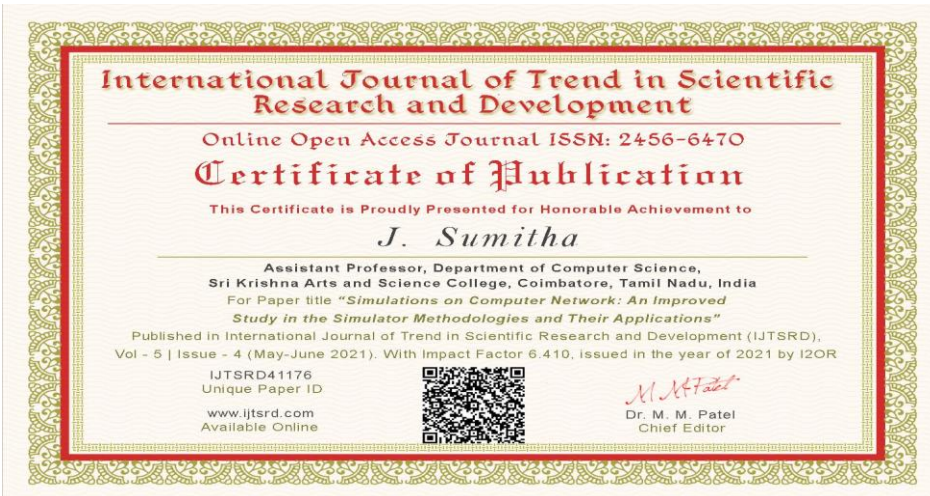 International Journal of Trend in Scientific
Research and Development
Online Open Access Journal ISSN: 2456-6470
Certificate of Publication
This Certificate is Proudly Presented for Honorable Achievement to
J. Sumitha
Assistant Professor, Department of Computer Science,
Sri Krishna Arts and Science College, Coimbatore, Tamil Nadu, India
For Paper title "Simulations on Computer Network: An Improved
Study in the Simulator Methodologies and Their Applications"
Published in International Journal of Trend in Scientific Research and Development (IJTSRD),
Vol - 5 | Issue - 4 (May-June 2021). With Impact Factor 6.410, issued in the year of 2021 by I2OR
IJTSRD41176
Unique Paper ID
www.ijtsrd.com
Available Online
M M Patel
Dr. M. M. Patel
Chief Editor